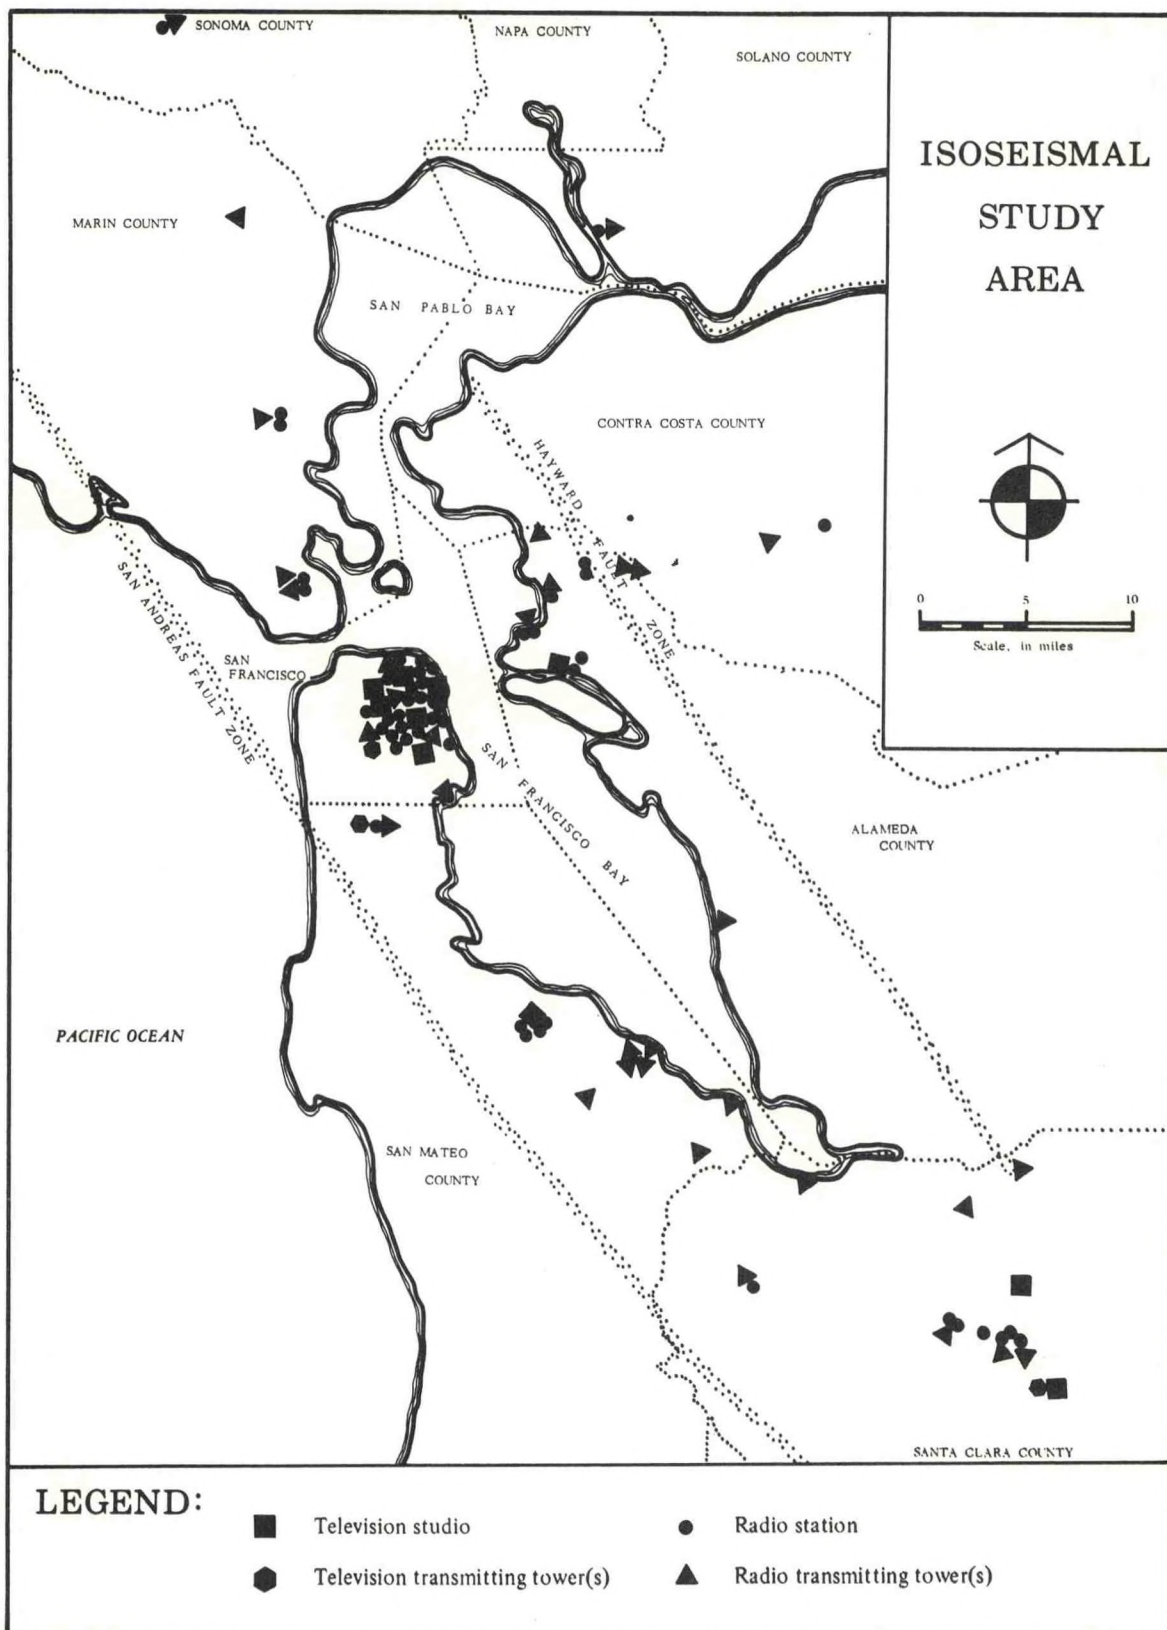 SONOMA COUNTY
NAPA COUNTY
SOLANO COUNTY
ISOSEISMAL
STUDY
AREA
MARIN COUNTY
SAN PABLO BAY
CONTRA COSTA COUNTY
HAYWARD FAULT ZONE
0 5 10
Scale, in miles
SAN ANDREAS FAULT ZONE
SAN
FRANCISCO
SAN FRANCISCO BAY
ALAMEDA
COUNTY
PACIFIC OCEAN
SAN MATEO
COUNTY
SANTA CLARA COUNTY
LEGEND:
Television studio
Radio station
Television transmitting tower(s)
Radio transmitting tower(s)